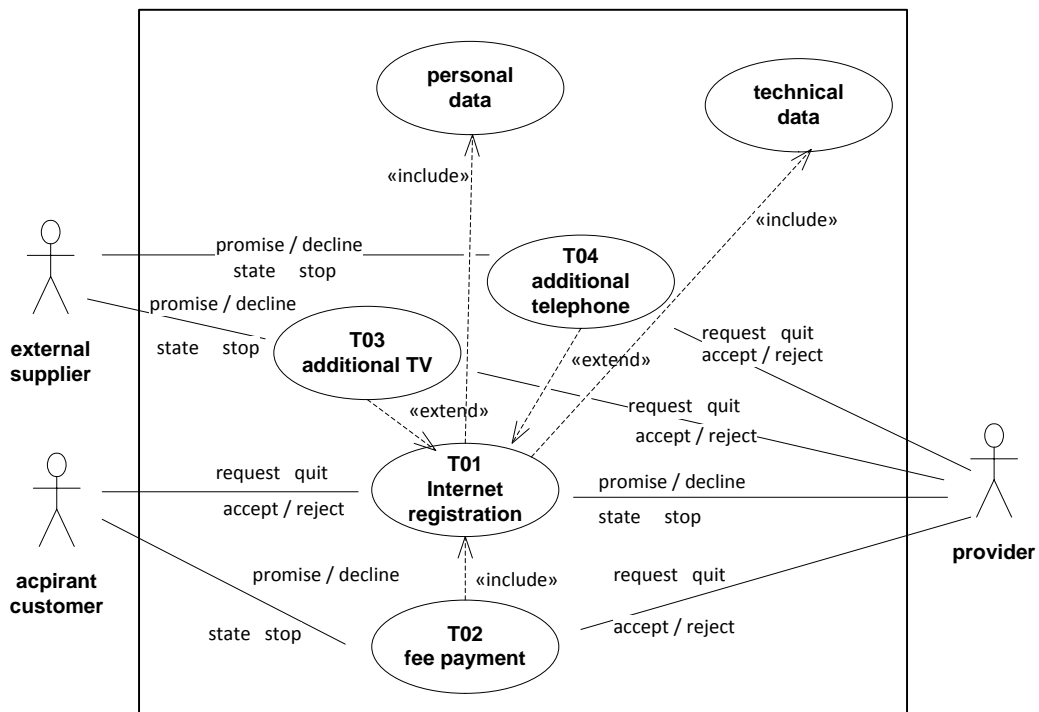 personal
data
technical
data
«include»
«include»
promise / decline
state stop
T04
additional
telephone
promise / decline
state stop
external
supplier
T03
additional TV
request quit
accept / reject
«extend»
«extend»
request quit
accept / reject
T01
Internet
registration
request quit
accept / reject
promise / decline
state stop
acpirant
customer
provider
promise / decline
state stop
«include»
request quit
accept / reject
T02
fee payment